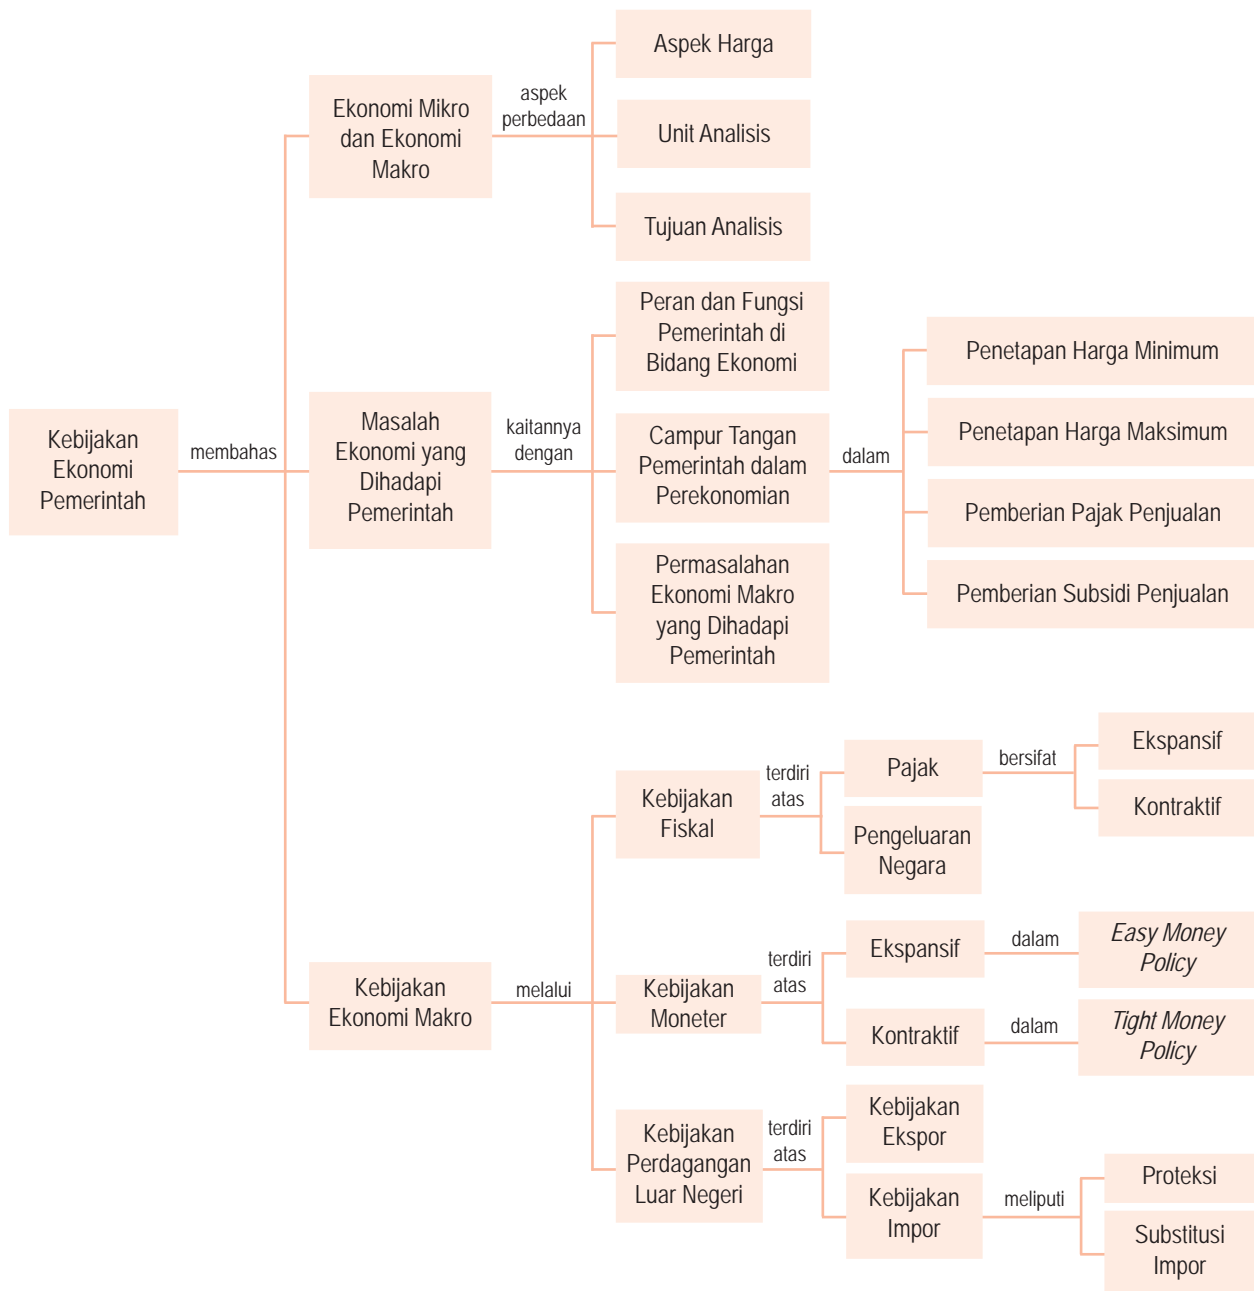 Kebijakan
Ekonomi
Pemerintah
membahas
Ekonomi Mikro
dan Ekonomi
Makro
aspek
perbedaan
Aspek Harga
Unit Analisis
Tujuan Analisis
Masalah
Ekonomi yang
Dihadapi
Pemerintah
kaitannya
dengan
Peran dan Fungsi
Pemerintah di
Bidang Ekonomi
Campur Tangan
Pemerintah dalam
Perekonomian
dalam
Penetapan Harga Minimum
Penetapan Harga Maksimum
Pemberian Pajak Penjualan
Pemberian Subsidi Penjualan
Permasalahan
Ekonomi Makro
yang Dihadapi
Pemerintah
Kebijakan
Ekonomi Makro
melalui
Kebijakan
Fiskal
terdiri
atas
Pajak
bersifat
Ekspansif
Kontraktif
Pengeluaran
Negara
Kebijakan
Moneter
terdiri
atas
Ekspansif
dalam
Easy Money
Policy
Kontraktif
dalam
Tight Money
Policy
Kebijakan
Perdagangan
Luar Negeri
terdiri
atas
Kebijakan
Ekspor
Kebijakan
Impor
meliputi
Proteksi
Substitusi
Impor